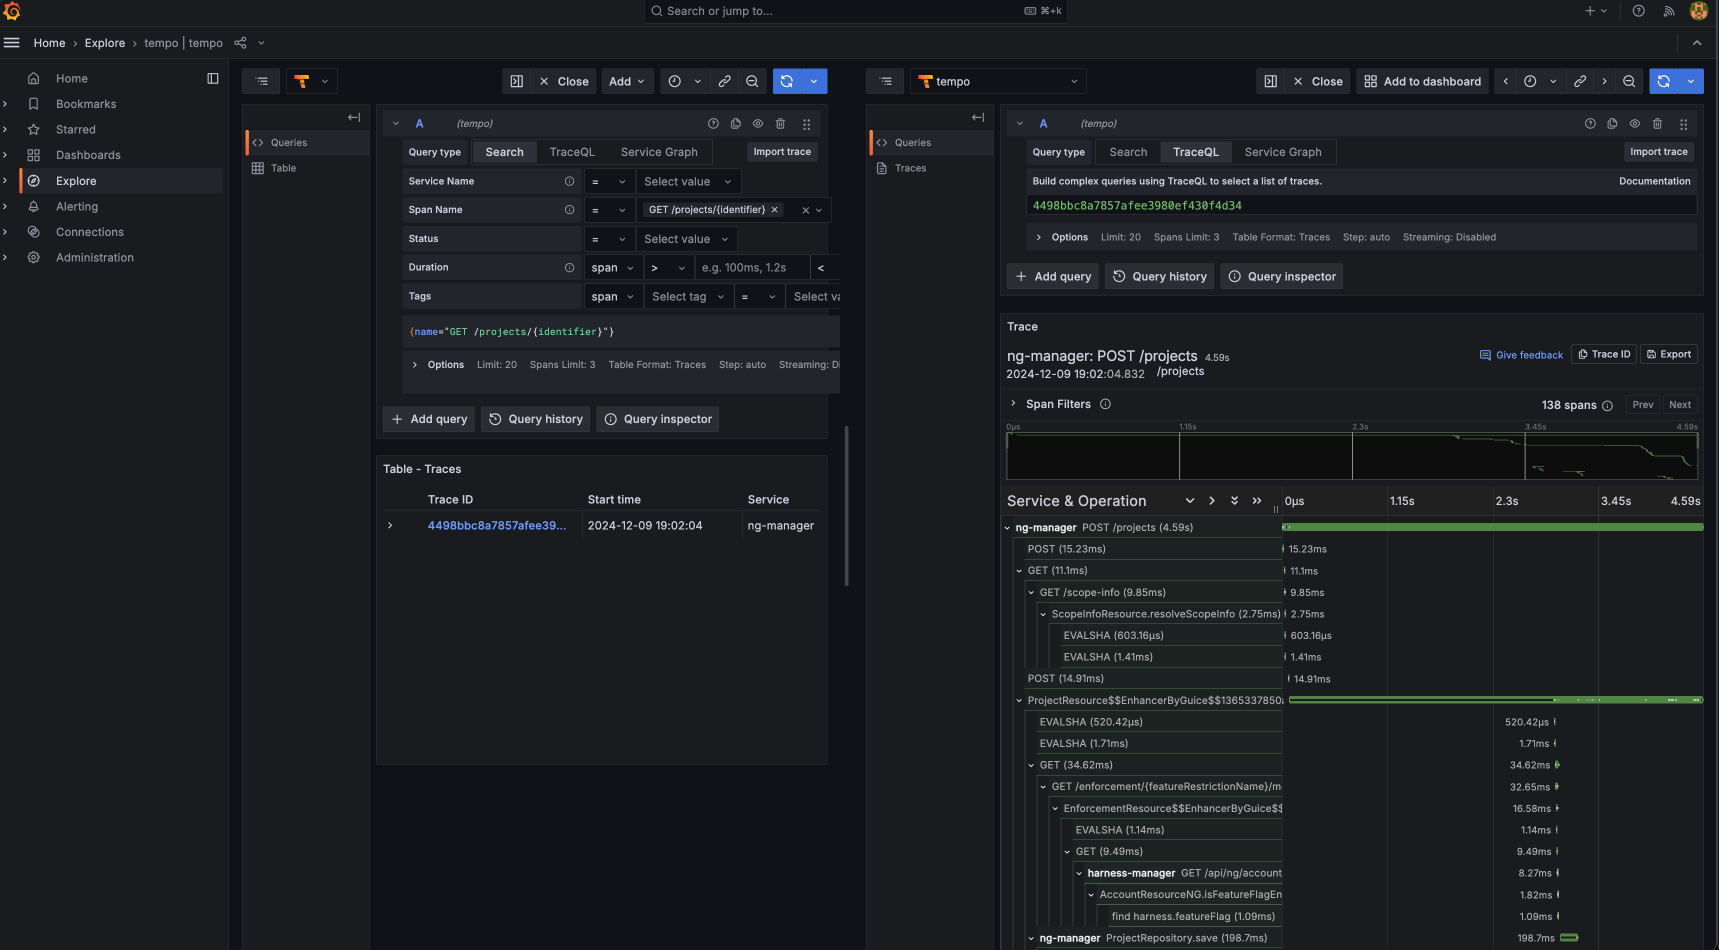 Search or jump to...
⌘+k
Home › Explore › tempo | tempo
Home
Bookmarks
Starred
Dashboards
Explore
Alerting
Connections
Administration
Close
Add
Queries
Table
A (tempo)
Query type Search TraceQL Service Graph Import trace
Service Name = Select value
Span Name = GET /projects/{identifier}
Status = Select value
Duration span > e.g. 100ms, 1.2s <
Tags span Select tag = Select va
{name="GET /projects/{identifier}"}
Options Limit: 20 Spans Limit: 3 Table Format: Traces Step: auto Streaming: Di
+ Add query Query history Query inspector
Table - Traces
Trace ID Start time Service
4498bbc8a7857afee39... 2024-12-09 19:02:04 ng-manager
tempo
Close
Add to dashboard
Queries
Traces
A (tempo)
Query type Search TraceQL Service Graph Import trace
Build complex queries using TraceQL to select a list of traces. Documentation
4498bbc8a7857afee3980ef430f4d34
Options Limit: 20 Spans Limit: 3 Table Format: Traces Step: auto Streaming: Disabled
+ Add query Query history Query inspector
Trace
ng-manager: POST /projects 4.59s
Give feedback Trace ID Export
2024-12-09 19:02:04.832 /projects
Span Filters 138 spans Prev Next
0μs 1.15s 2.3s 3.45s 4.59s
Service & Operation 0μs 1.15s 2.3s 3.45s 4.59s
ng-manager POST /projects (4.59s)
POST (15.23ms) 15.23ms
GET (11.1ms) 11.1ms
GET /scope-info (9.85ms) 9.85ms
ScopeInfoResource.resolveScopeInfo (2.75ms) 2.75ms
EVALSHA (603.16μs) 603.16μs
EVALSHA (1.41ms) 1.41ms
POST (14.91ms) 14.91ms
ProjectResource$$EnhancerByGuice$$1365337850
EVALSHA (520.42μs) 520.42μs
EVALSHA (1.71ms) 1.71ms
GET (34.62ms) 34.62ms
GET /enforcement/{featureRestrictionName}/m 32.65ms
EnforcementResource$$EnhancerByGuice$$ 16.58ms
EVALSHA (1.14ms) 1.14ms
GET (9.49ms) 9.49ms
harness-manager GET /api/ng/account 8.27ms
AccountResourceNG.isFeatureFlagEn 1.82ms
find harness.featureFlag (1.09ms) 1.09ms
ng-manager ProjectRepository.save (198.7ms) 198.7ms